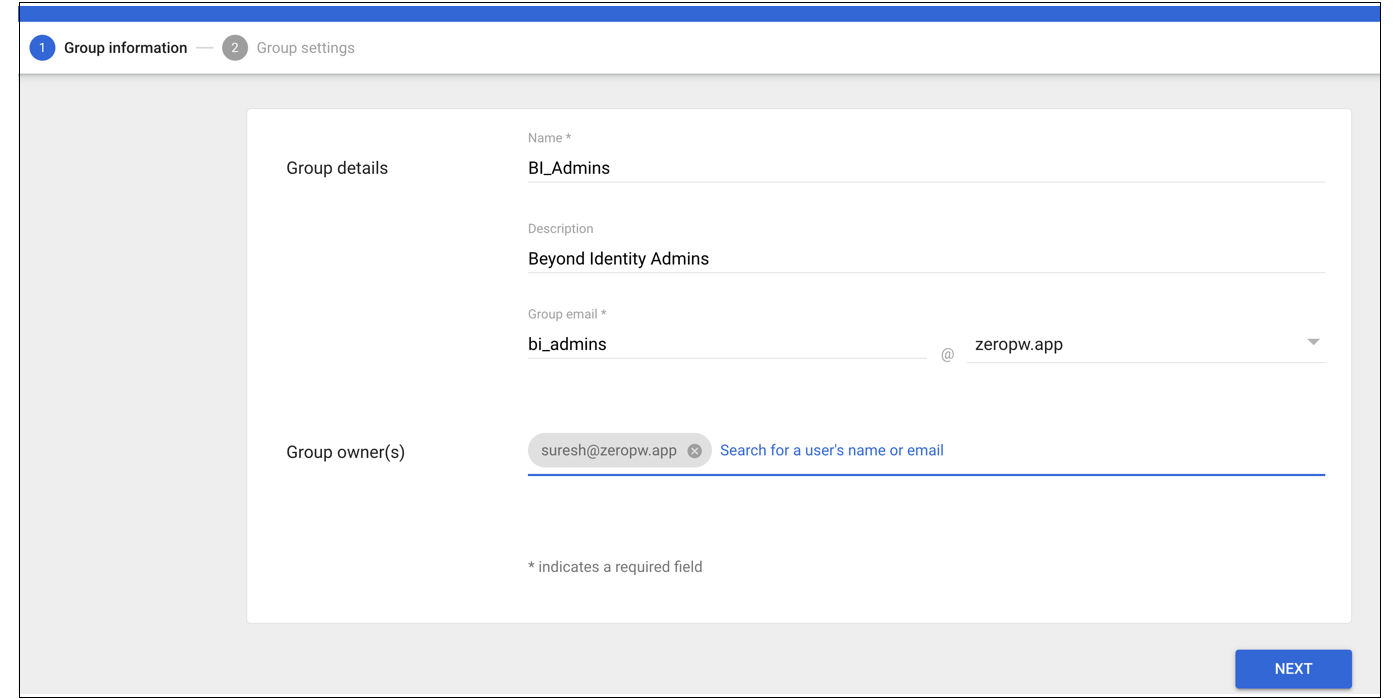 1 Group information — 2 Group settings
Name *
Group details
BI_Admins
Description
Beyond Identity Admins
Group email *
bi_admins @ zeropw.app
Group owner(s)
suresh@zeropw.app Search for a user's name or email
* indicates a required field
NEXT